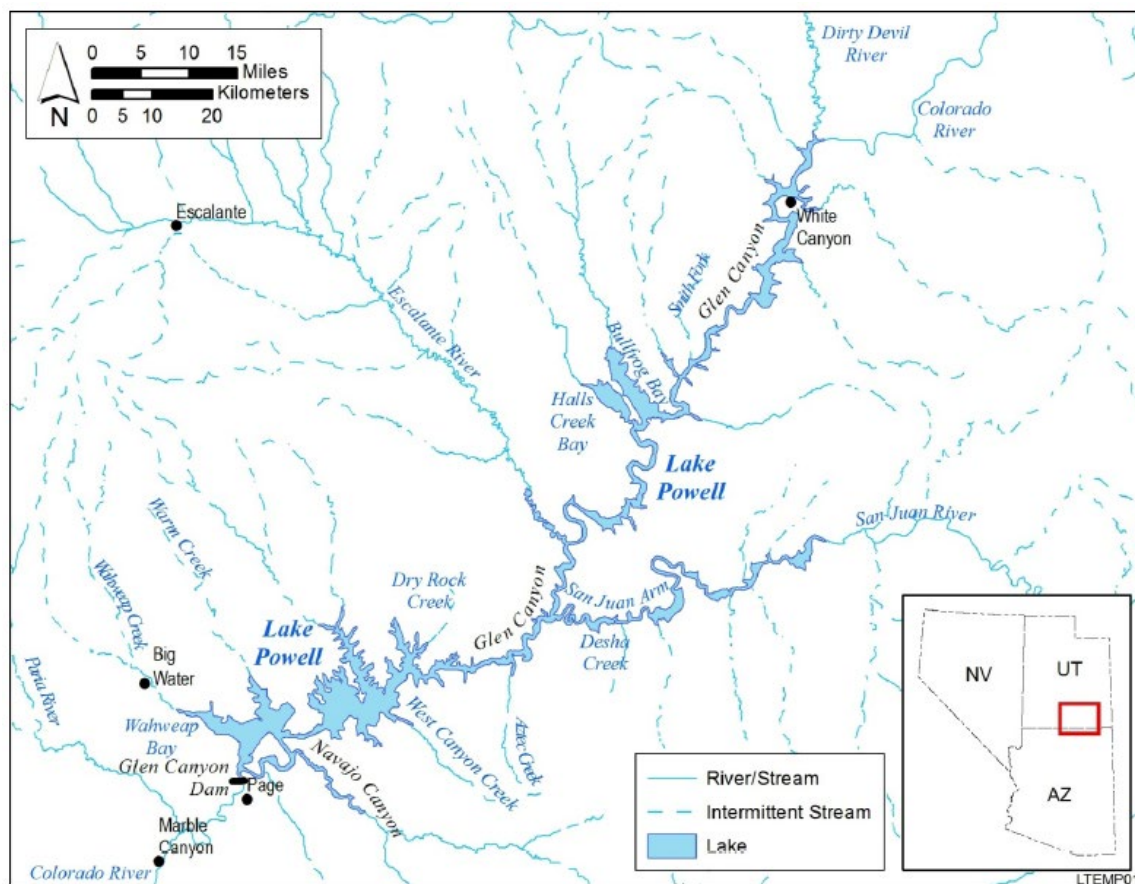 0 5 10 15
Miles
Kilometers
0 5 10 20
N
Dirty Devil
River
Colorado
River
Escalante
White
Canyon
Glen Canyon
Smith Fork
Escalante River
Bullfrog Bay
Halls
Creek
Bay
Lake
Powell
San Juan River
Warm Creek
Wahweap Creek
Dry Rock
Creek
Glen Canyon
San Juan Arm
Desha
Creek
Lake
Powell
Big
Water
Paria River
Wahweap
Bay
West Canyon Creek
Aztec Creek
Navajo Canyon
Glen Canyon
Dam
Page
Marble
Canyon
Colorado River
River/Stream
Intermittent Stream
Lake
NV
UT
AZ
LTEMP01